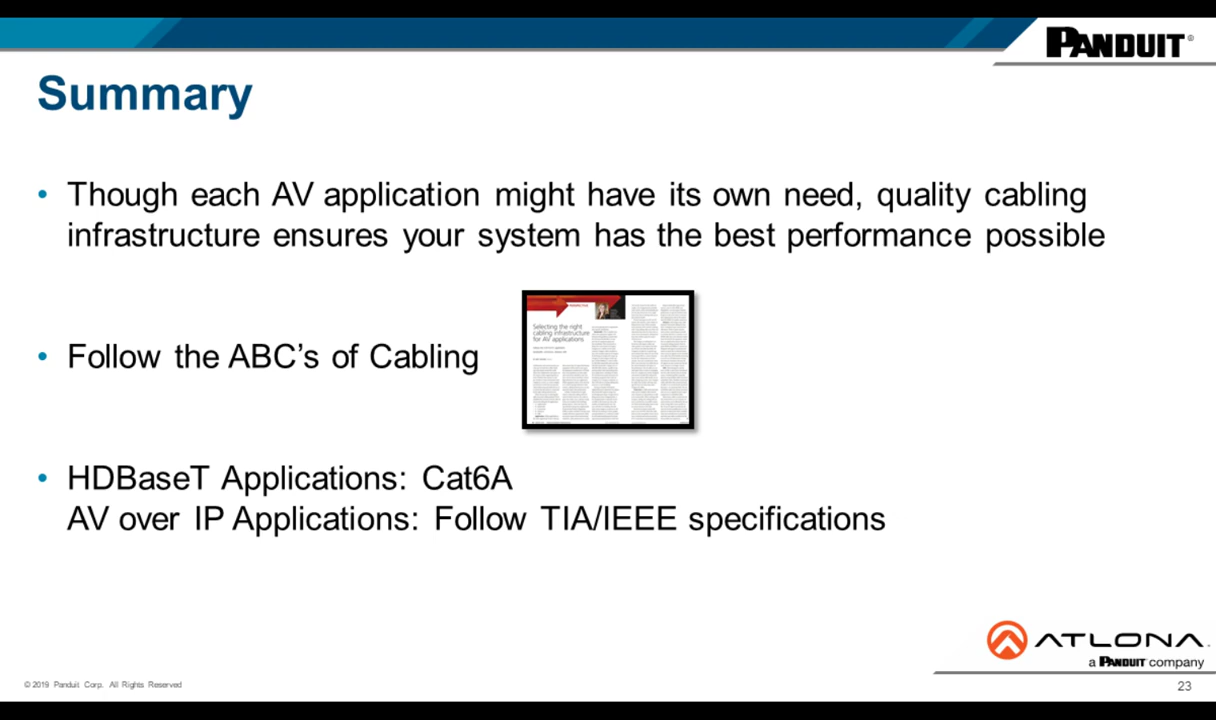 PANDUIT®
Summary
• Though each AV application might have its own need, quality cabling
infrastructure ensures your system has the best performance possible
Selecting the right
cabling infrastructure
for AV applications
• Follow the ABC’s of Cabling
• HDBaseT Applications: Cat6A
AV over IP Applications: Follow TIA/IEEE specifications
ATLONA.
a PANDUIT company
© 2019 Panduit Corp. All Rights Reserved
23